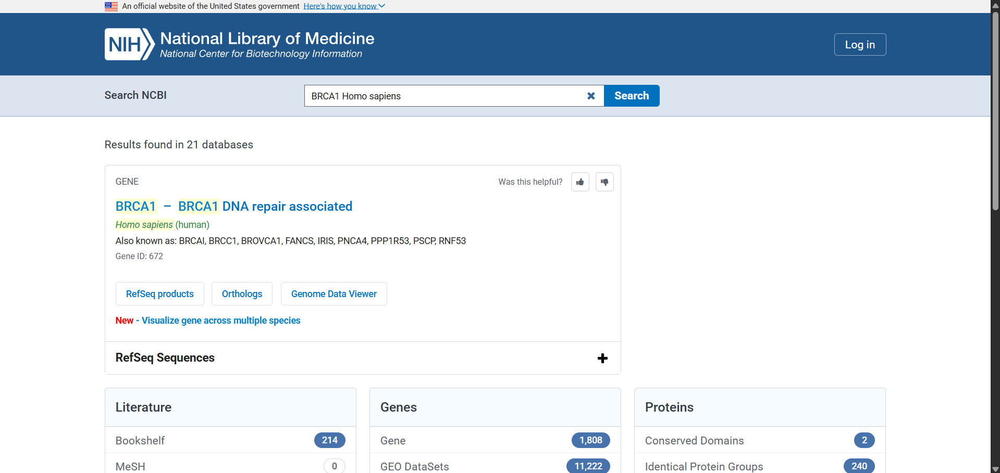 An official website of the United States government Here's how you know
NIH National Library of Medicine
National Center for Biotechnology Information
Log in
Search NCBI
BRCA1 Homo sapiens
Search
Results found in 21 databases
GENE
Was this helpful?
BRCA1 – BRCA1 DNA repair associated
Homo sapiens (human)
Also known as: BRCAI, BRCC1, BROVCA1, FANCS, IRIS, PNCA4, PPP1R53, PSCP, RNF53
Gene ID: 672
RefSeq products
Orthologs
Genome Data Viewer
New - Visualize gene across multiple species
RefSeq Sequences
Literature
Bookshelf 214
MeSH 0
Genes
Gene 1,808
GEO DataSets 11,222
Proteins
Conserved Domains 2
Identical Protein Groups 240